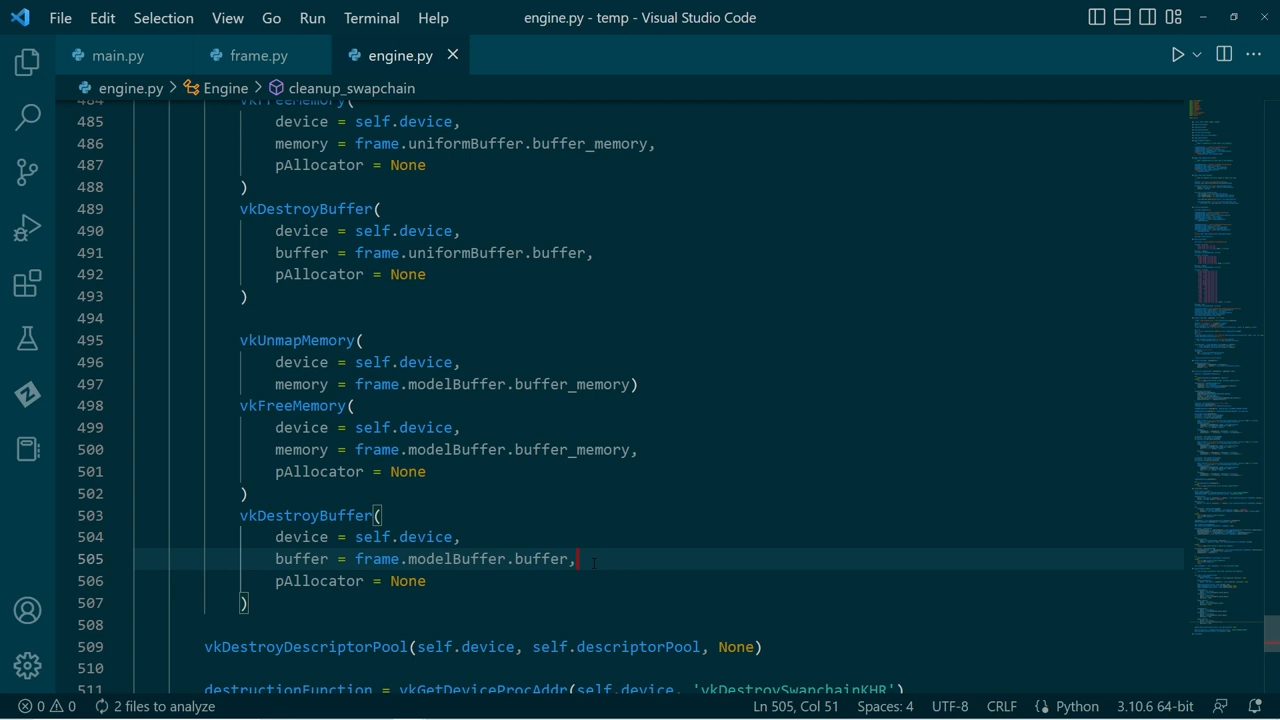 File Edit Selection View Go Run Terminal Help engine.py - temp - Visual Studio Code
main.py frame.py engine.py
engine.py > Engine > cleanup_swapchain
484 vkFreeMemory(
485 device = self.device,
486 memory = frame.uniformBuffer.buffer_memory,
487 pAllocator = None
488 )
489 vkDestroyBuffer(
490 device = self.device,
491 buffer = frame.uniformBuffer.buffer,
492 pAllocator = None
493 )
494
495 vkUnmapMemory(
496 device = self.device,
497 memory = frame.modelBuffer.buffer_memory)
498 vkFreeMemory(
499 device = self.device,
500 memory = frame.modelBuffer.buffer_memory,
501 pAllocator = None
502 )
503 vkDestroyBuffer(
504 device = self.device,
505 buffer = frame.modelBuffer.buffer,
506 pAllocator = None
507 )
508
509 vkDestroyDescriptorPool(self.device, self.descriptorPool, None)
510
511 destructionFunction = vkGetDeviceProcAddr(self.device, 'vkDestroySwapchainKHR')
0 0 2 files to analyze Ln 505, Col 51 Spaces: 4 UTF-8 CRLF Python 3.10.6 64-bit